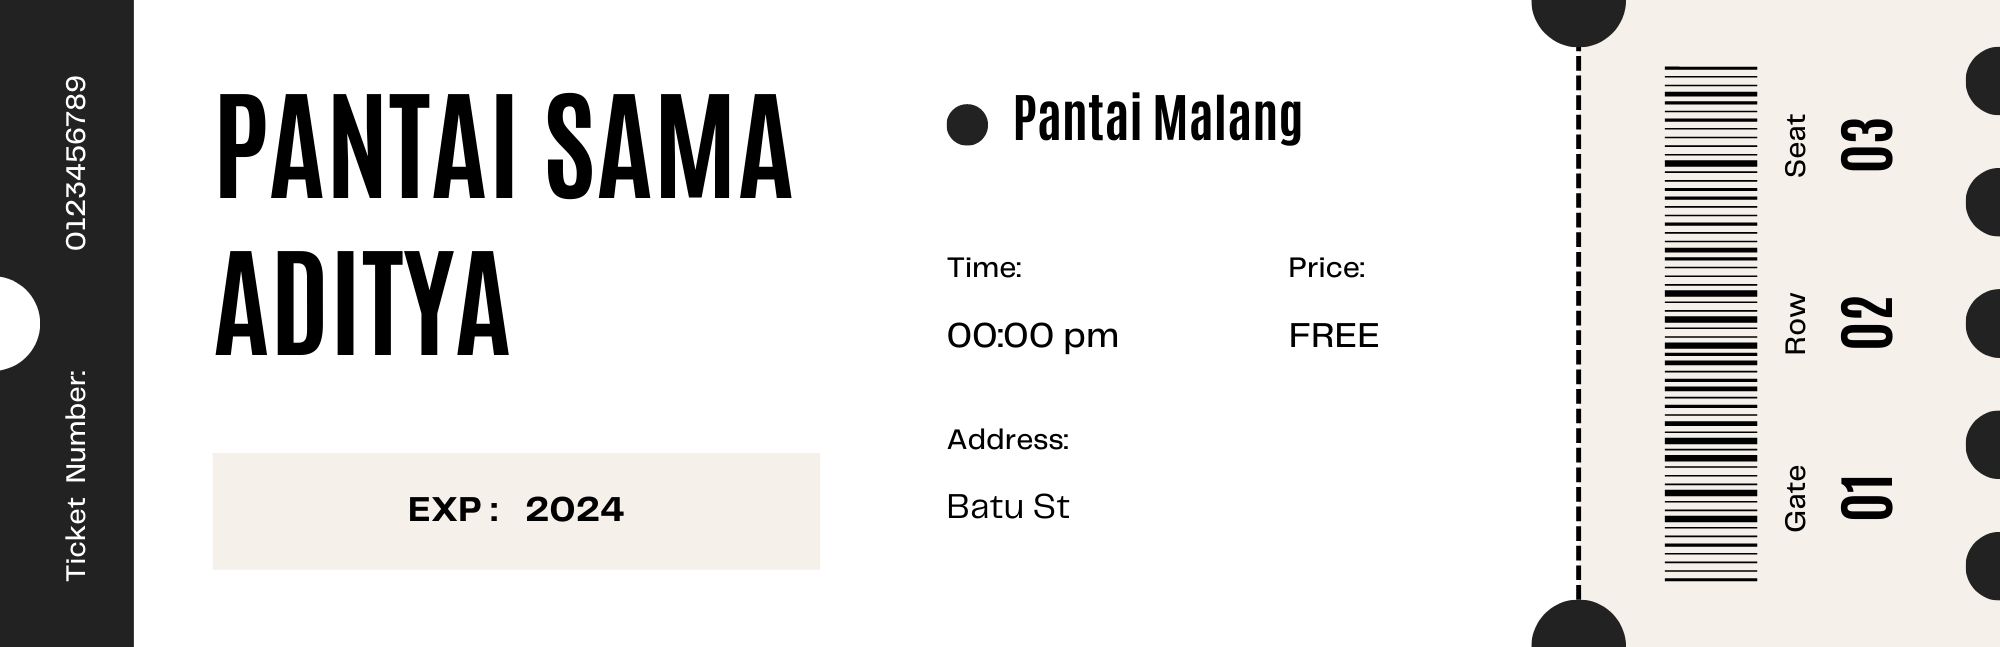 Ticket Number: 0123456789
PANTAI SAMA
ADITYA
EXP : 2024
Pantai Malang
Time:
00:00 pm
Price:
FREE
Address:
Batu St
Gate 01
Row 02
Seat 03